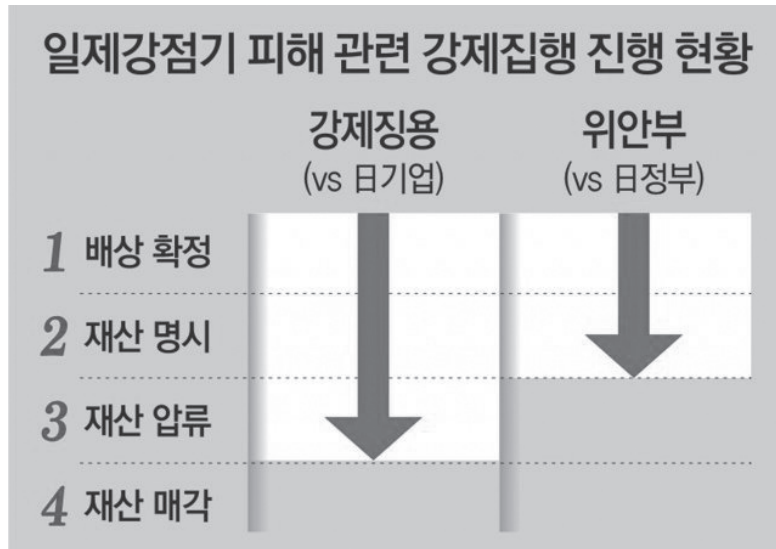 일제강점기 피해 관련 강제집행 진행 현황
강제징용 위안부
(vs 日기업) (vs 日정부)
1 배상 확정
2 재산 명시
3 재산 압류
4 재산 매각